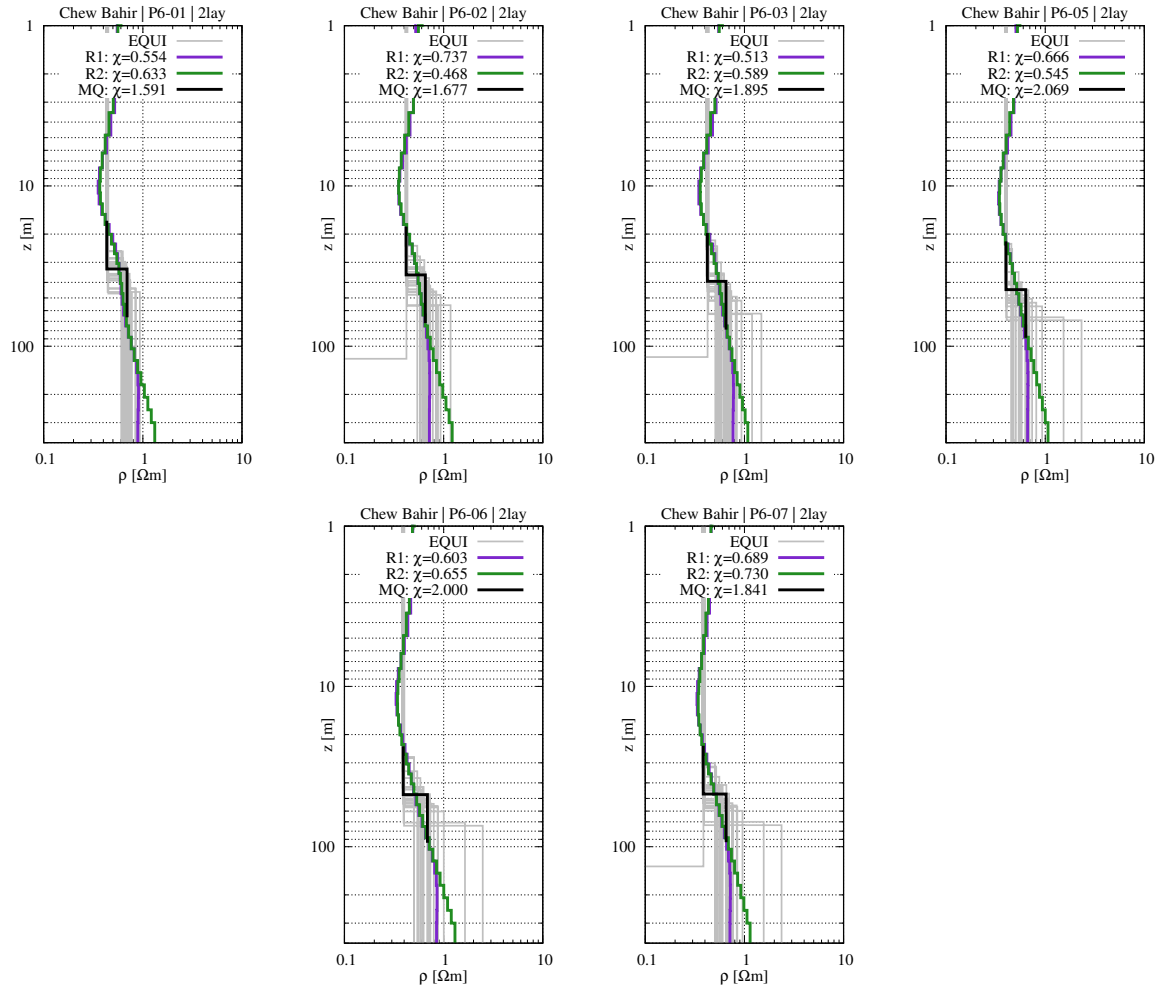 Chew Bahir | P6-01 | 2lay
EQUI
R1: χ=0.554
R2: χ=0.633
MQ: χ=1.591
1
10
100
z [m]
0.1 1 10
ρ [Ωm]
Chew Bahir | P6-02 | 2lay
EQUI
R1: χ=0.737
R2: χ=0.468
MQ: χ=1.677
1
10
100
z [m]
0.1 1 10
ρ [Ωm]
Chew Bahir | P6-03 | 2lay
EQUI
R1: χ=0.513
R2: χ=0.589
MQ: χ=1.895
1
10
100
z [m]
0.1 1 10
ρ [Ωm]
Chew Bahir | P6-05 | 2lay
EQUI
R1: χ=0.666
R2: χ=0.545
MQ: χ=2.069
1
10
100
z [m]
0.1 1 10
ρ [Ωm]
Chew Bahir | P6-06 | 2lay
EQUI
R1: χ=0.603
R2: χ=0.655
MQ: χ=2.000
1
10
100
z [m]
0.1 1 10
ρ [Ωm]
Chew Bahir | P6-07 | 2lay
EQUI
R1: χ=0.689
R2: χ=0.730
MQ: χ=1.841
1
10
100
z [m]
0.1 1 10
ρ [Ωm]